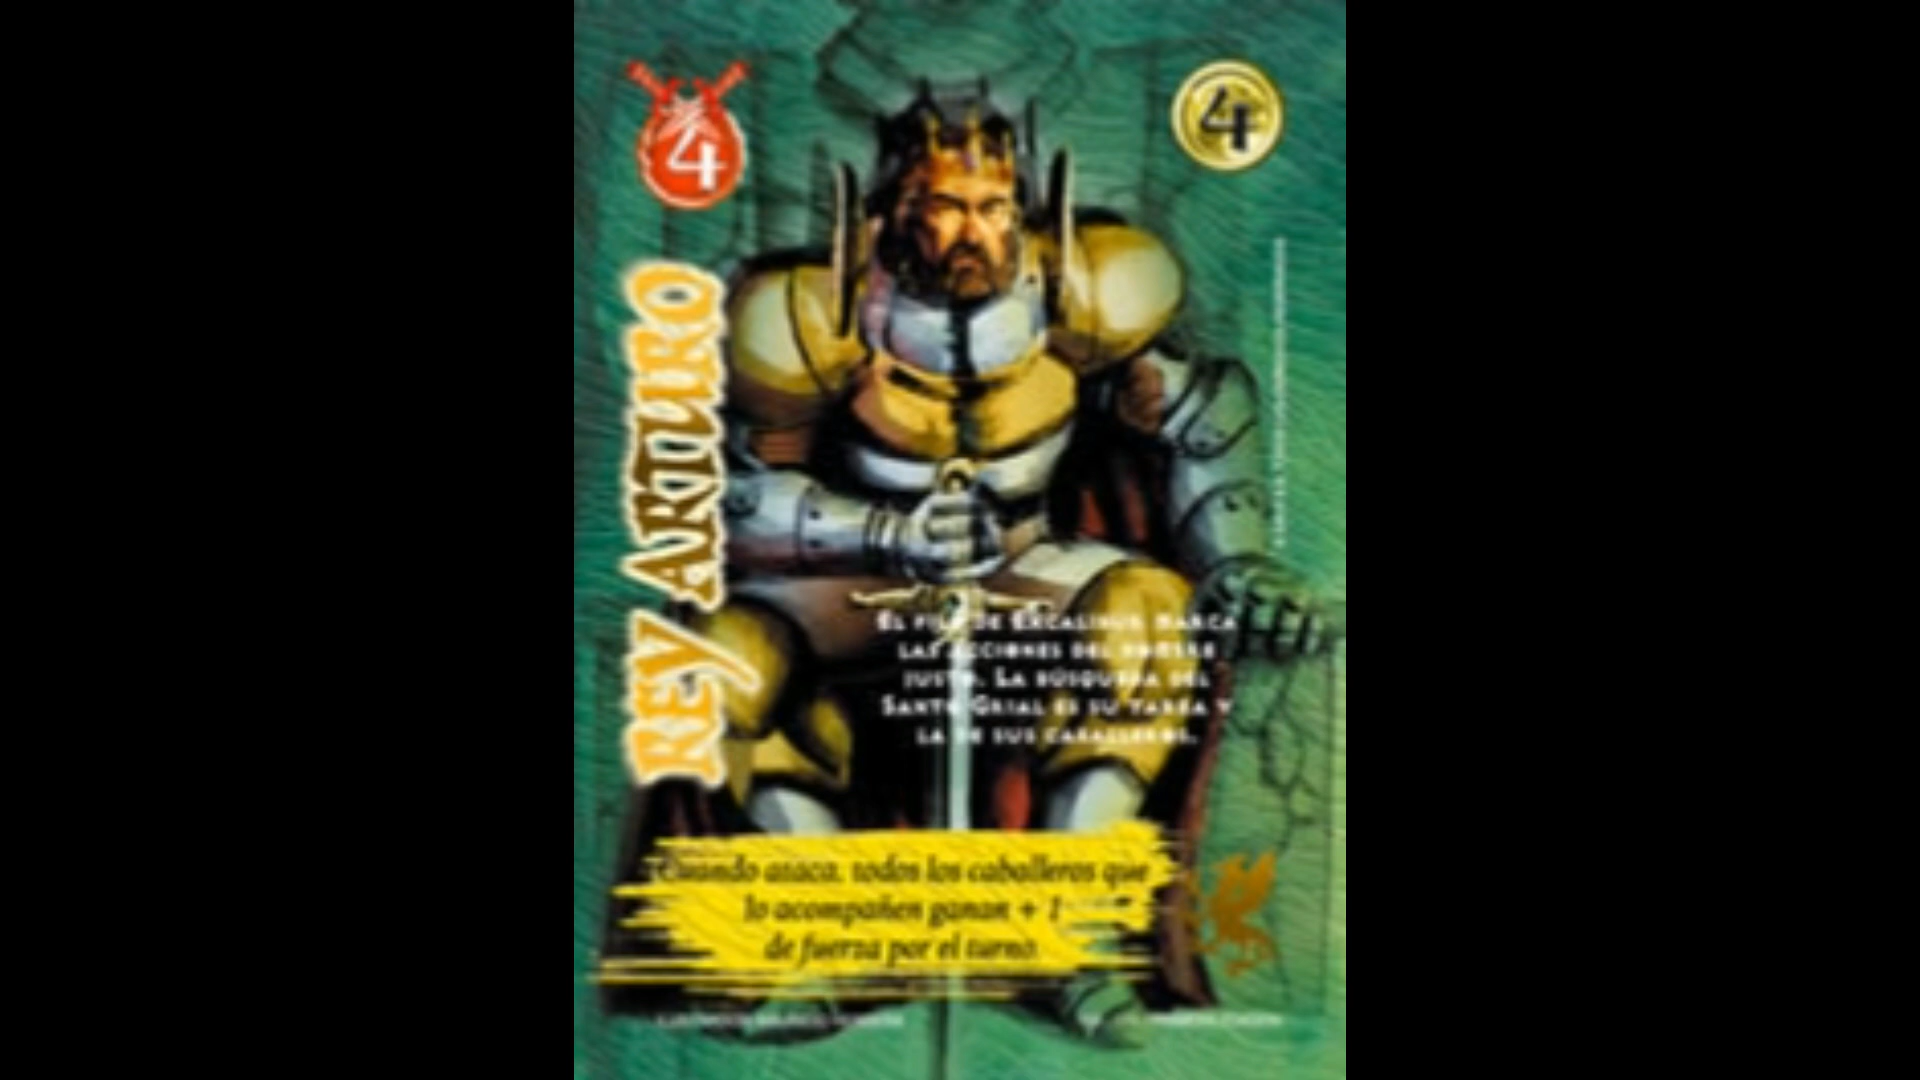 4
4
REY ARTURO
EL FILO DE EXCALIBUR MARCA
LAS ACCIONES DEL HOMBRE
JUSTO. LA BÚSQUEDA DEL
SANTO GRIAL ES SU TAREA Y
LA DE SUS CABALLEROS.
Cuando ataca, todos los caballeros que
lo acompañen ganan + 1
de fuerza por el turno.